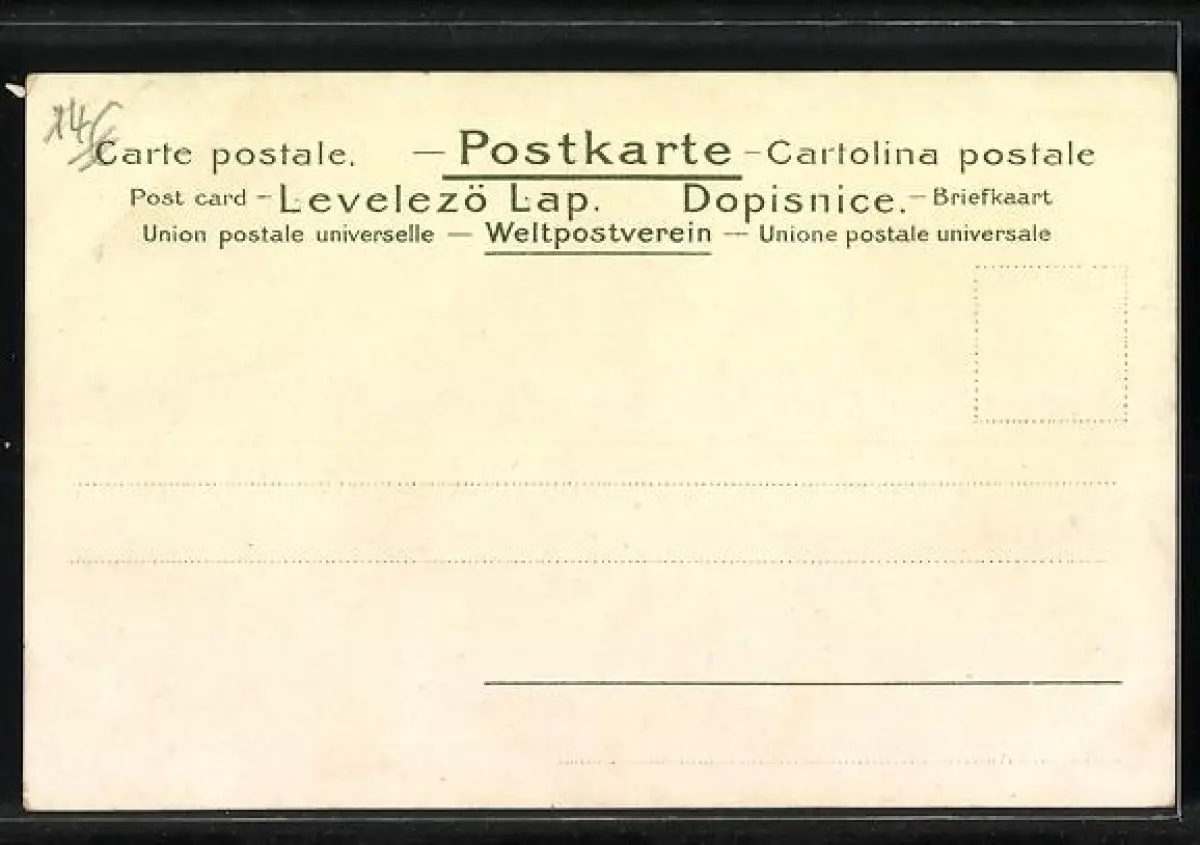 Carte postale. — Postkarte – Cartolina postale
Post card – Levelezö Lap. Dopisnice. – Briefkaart
Union postale universelle — Weltpostverein — Unione postale universale